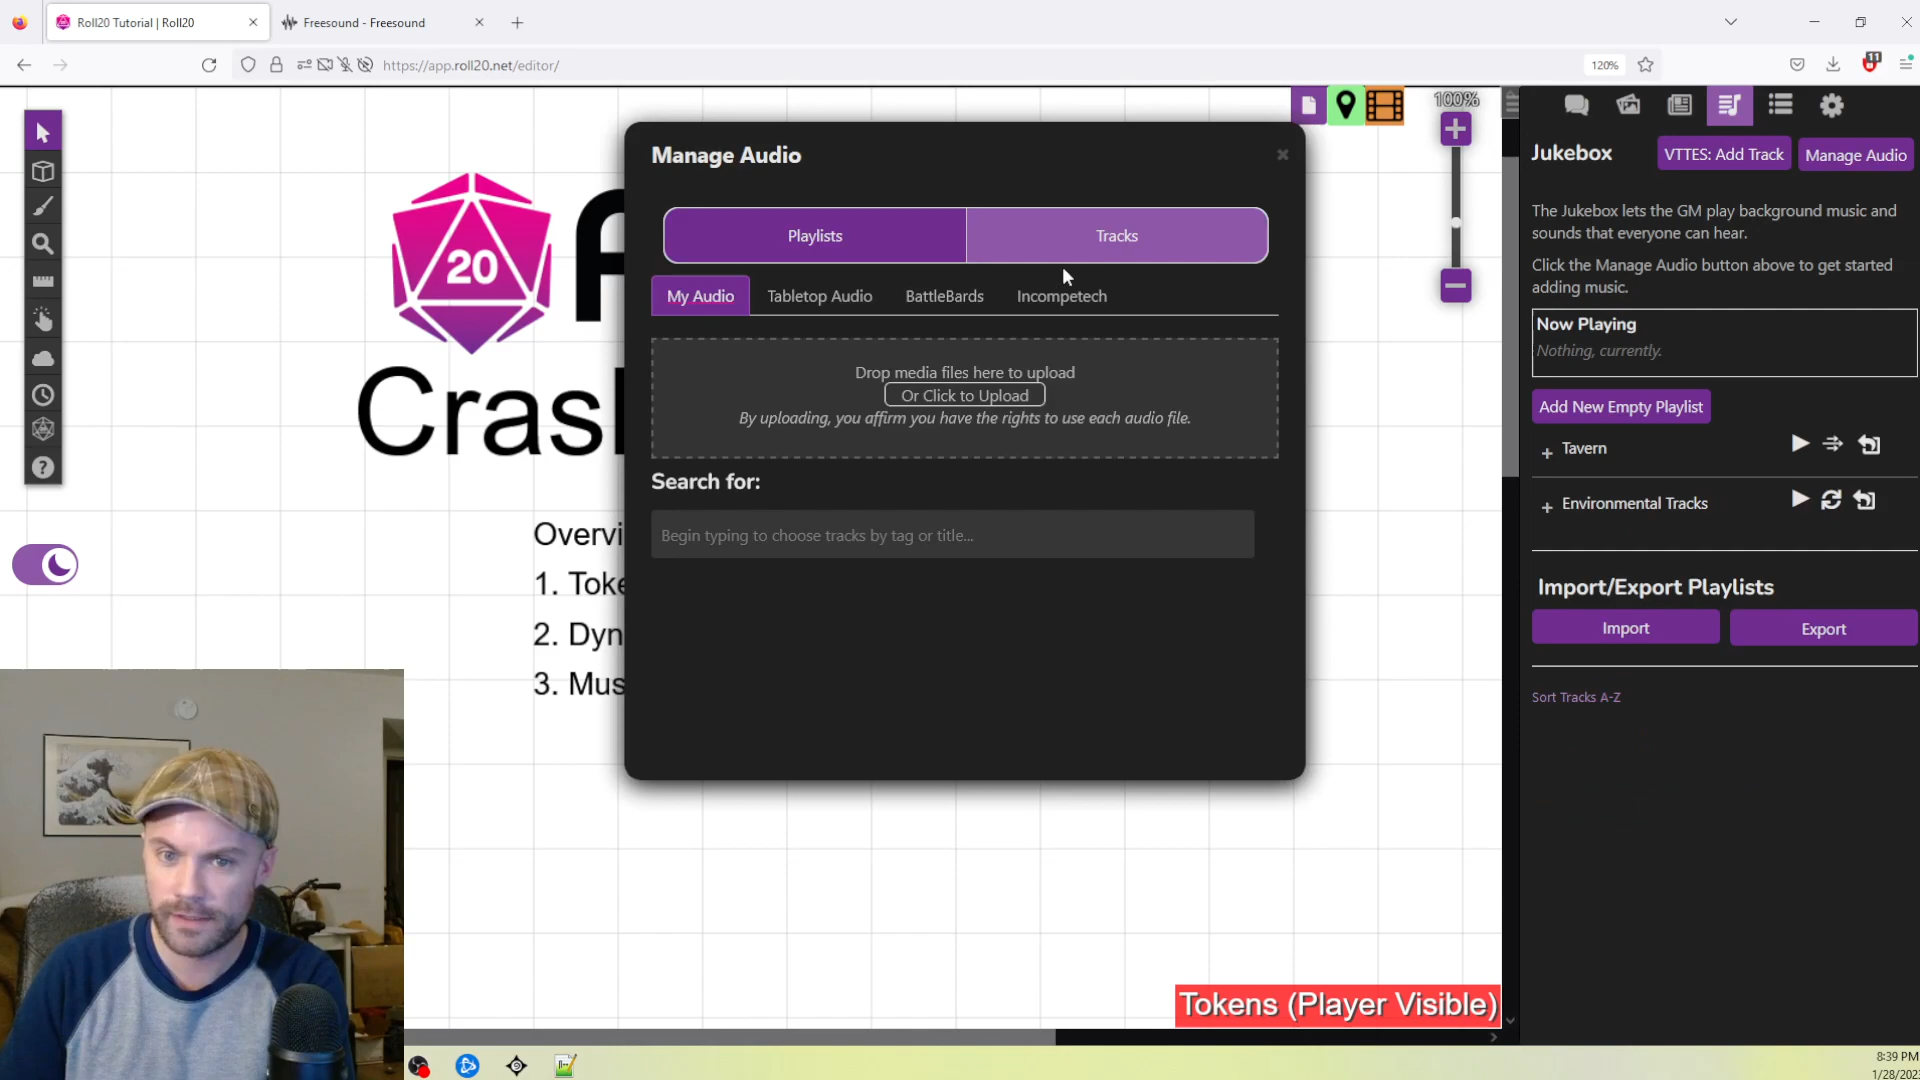 Roll20 Tutorial | Roll20
Freesound - Freesound
https://app.roll20.net/editor/
120%
11
100%
Manage Audio
Playlists
Tracks
My Audio
Tabletop Audio
BattleBards
Incompetech
Drop media files here to upload
Or Click to Upload
By uploading, you affirm you have the rights to use each audio file.
Search for:
Begin typing to choose tracks by tag or title...
20
Cras
Overvi
1. Toke
2. Dyn
3. Mus
Tokens (Player Visible)
Jukebox
VTTES: Add Track
Manage Audio
The Jukebox lets the GM play background music and
sounds that everyone can hear.
Click the Manage Audio button above to get started
adding music.
Now Playing
Nothing, currently.
Add New Empty Playlist
Tavern
Environmental Tracks
Import/Export Playlists
Import
Export
Sort Tracks A-Z
8:39 PM